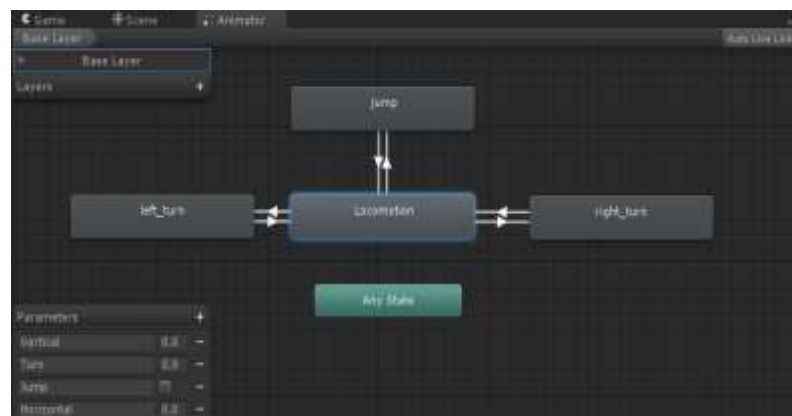 Game
Scene
Animator
Base Layer
Auto Live Link
Base Layer
Layers
+
jump
left_turn
Locomotion
right_turn
Any State
Parameters
+
Vertical 0.0
Turn 0.0
Jump
Horizontal 0.0